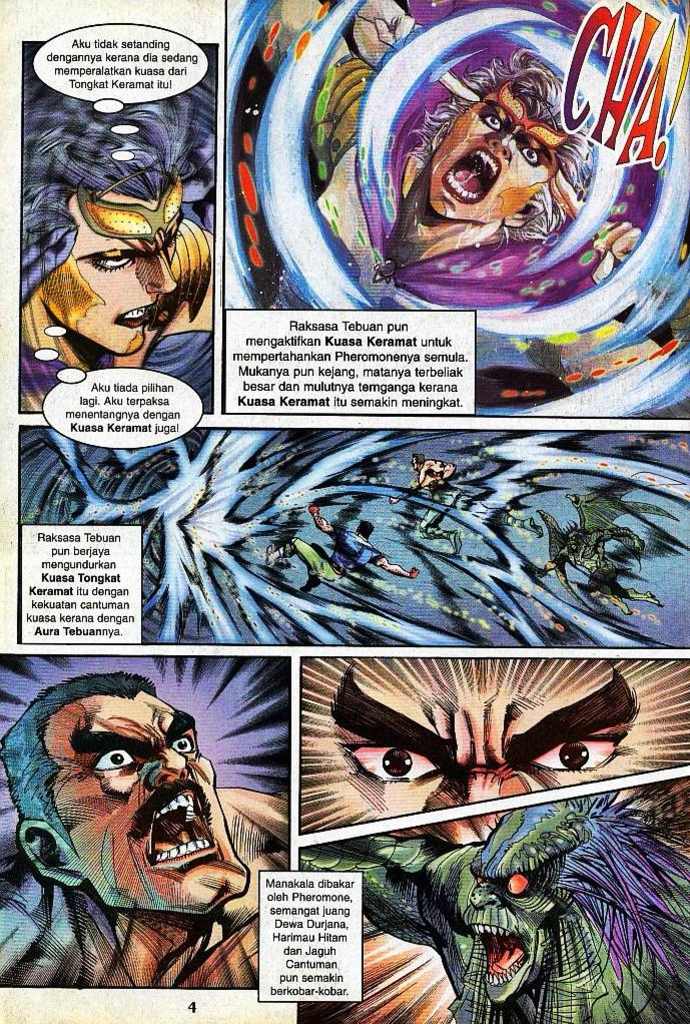 Aku tidak setanding
dengannya kerana dia sedang
memperalatkan kuasa dari
Tongkat Keramat itu!
CHA!
Raksasa Tebuan pun
mengaktifkan Kuasa Keramat untuk
mempertahankan Pheromonenya semula.
Mukanya pun kejang, matanya terbeliak
besar dan mulutnya ternganga kerana
Kuasa Keramat itu semakin meningkat.
Aku tiada pilihan
lagi. Aku terpaksa
menentangnya dengan
Kuasa Keramat juga!
Raksasa Tebuan
pun berjaya
mengundurkan
Kuasa Tongkat
Keramat itu dengan
kekuatan cantuman
kuasa kerana dengan
Aura Tebuannya.
Manakala dibakar
oleh Pheromone,
semangat juang
Dewa Durjana,
Harimau Hitam
dan Jaguh
Cantuman
pun semakin
berkobar-kobar.
4